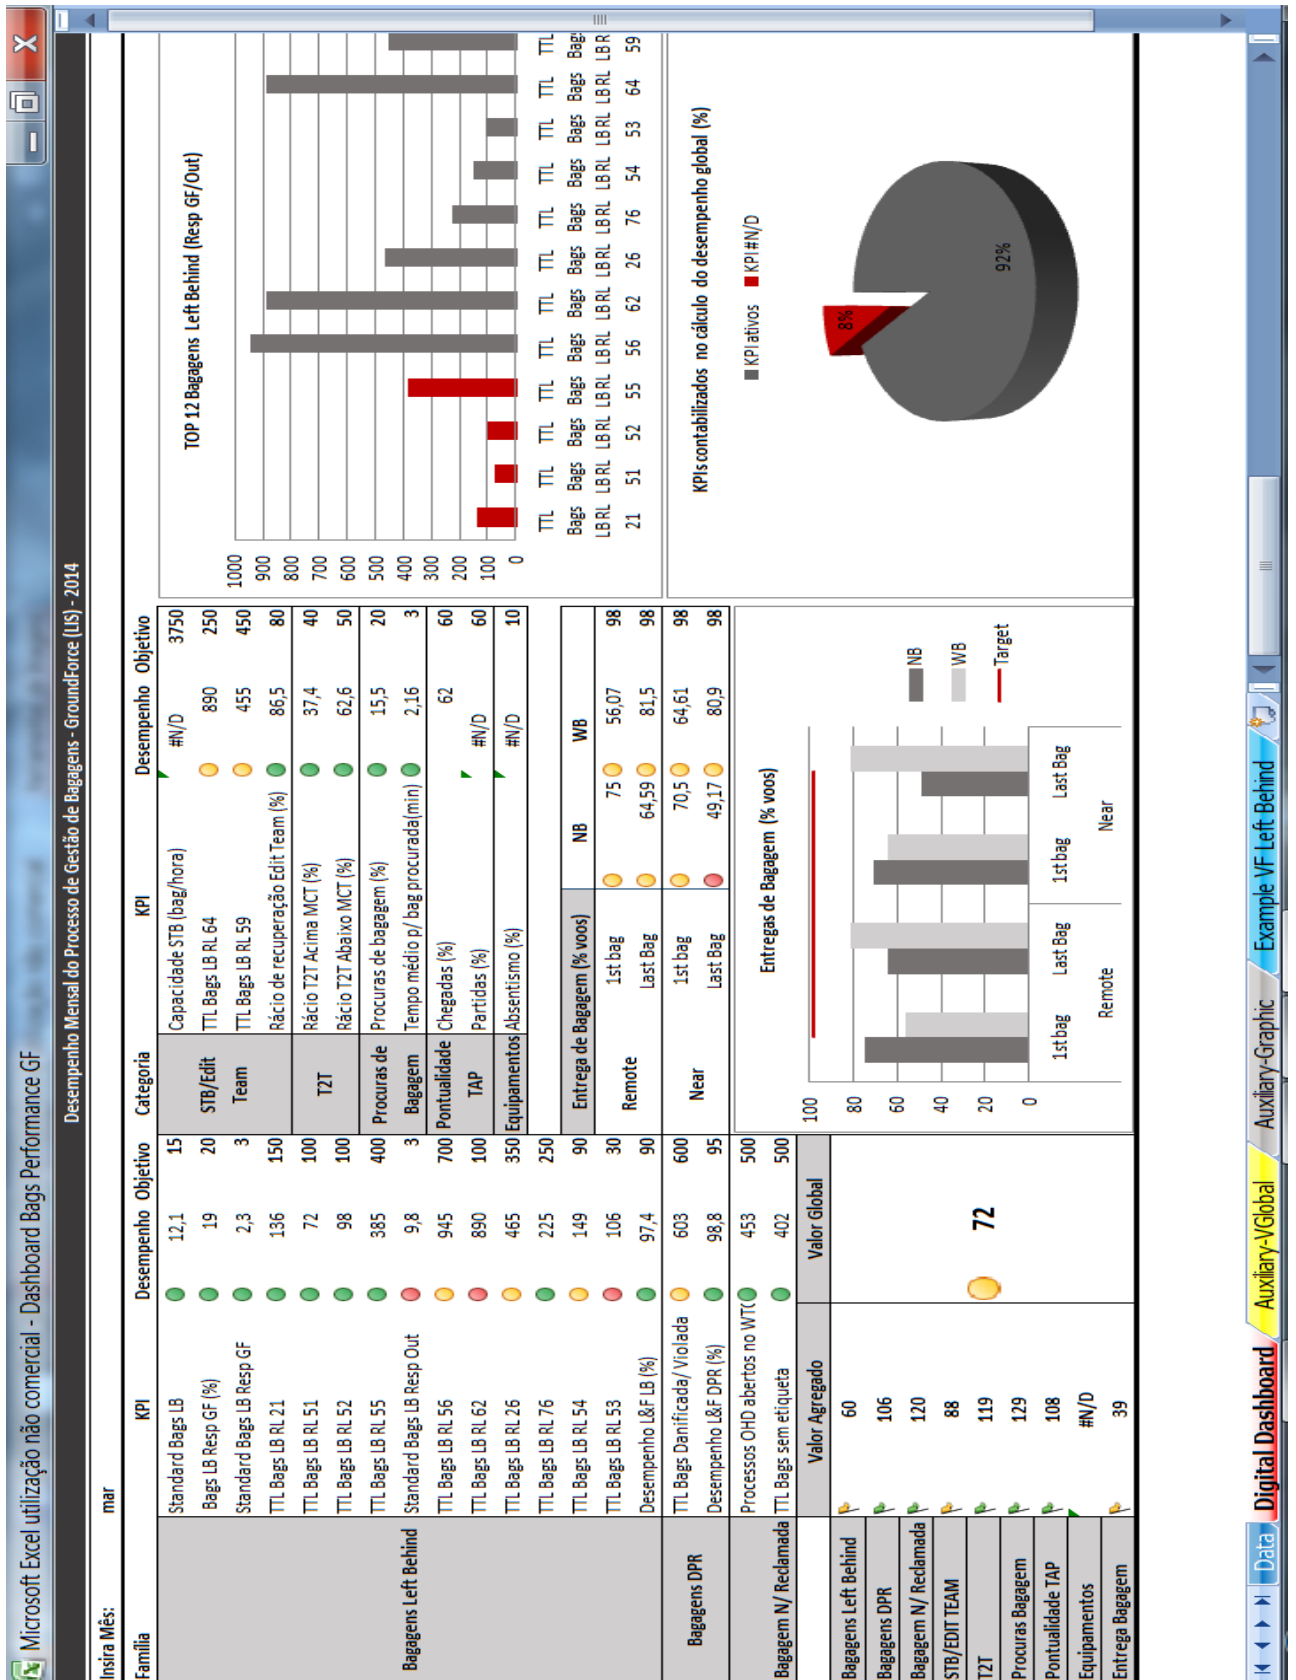 Microsoft Excel utilização não comercial - Dashboard Bags Performance GF
Desempenho Mensal do Processo de Gestão de Bagagens - GroundForce (LIS) - 2014
Insira Mês: mar
Família KPI Desempenho Objetivo
Bagagens Left Behind
Standard Bags LB 12,1 15
Bags LB Resp GF (%) 19 20
Standard Bags LB Resp GF 2,3 3
TTL Bags LB RL 21 136 150
TTL Bags LB RL 51 72 100
TTL Bags LB RL 52 98 100
TTL Bags LB RL 55 385 400
Standard Bags LB Resp Out 9,8 3
TTL Bags LB RL 56 945 700
TTL Bags LB RL 62 890 100
TTL Bags LB RL 26 465 350
TTL Bags LB RL 76 225 250
TTL Bags LB RL 54 149 90
TTL Bags LB RL 53 106 30
Desempenho L&F LB (%) 97,4 90
Bagagens DPR
TTL Bags Danificada/ Violada 603 600
Desempenho L&F DPR (%) 98,8 95
Bagagem N/ Reclamada
Processos OHD abertos no WT( 453 500
TTL Bags sem etiqueta 402 500
Valor Agregado Valor Global
Bagagens Left Behind 60
Bagagens DPR 106
Bagagem N/ Reclamada 120
STB/EDIT TEAM 88
T2T 119
Procuras Bagagem 129
Pontualidade TAP 108
Equipamentos #N/D
Entrega Bagagem 39
72
Categoria KPI Desempenho Objetivo
STB/Edit Team
Capacidade STB (bag/hora) #N/D 3750
TTL Bags LB RL 64 890 250
TTL Bags LB RL 59 455 450
Rácio de recuperação Edit Team (%) 86,5 80
T2T
Rácio T2T Acima MCT (%) 37,4 40
Rácio T2T Abaixo MCT (%) 62,6 50
Procuras de Bagagem
Procuras de bagagem (%) 15,5 20
Tempo médio p/ bag procurada(min) 2,16 3
Pontualidade TAP
Chegadas (%) 62 60
Partidas (%) #N/D 60
Equipamentos Absentismo (%) #N/D 10
Entrega de Bagagem (% voos) NB WB
Remote
1st bag 75 56,07 98
Last Bag 64,59 81,5 98
Near
1st bag 70,5 64,61 98
Last Bag 49,17 80,9 98
Entregas de Bagagem (% voos)
100
80
60
40
20
0
1st bag Last Bag 1st bag Last Bag
Remote Near
NB
WB
Target
TOP 12 Bagagens Left Behind (Resp GF/Out)
1000
900
800
700
600
500
400
300
200
100
0
TTL TTL TTL TTL TTL TTL TTL TTL TTL TTL TTL TTL
Bags Bags Bags Bags Bags Bags Bags Bags Bags Bags Bags Bag:
LB RL LB RL LB RL LB RL LB RL LB RL LB RL LB RL LB RL LB RL LB RL LB R
21 51 52 55 56 62 26 76 54 53 64 59
KPIs contabilizados no cálculo do desempenho global (%)
KPI ativos KPI #N/D
8%
92%
Data Digital Dashboard Auxiliary-VGlobal Auxiliary-Graphic Example VF Left Behind